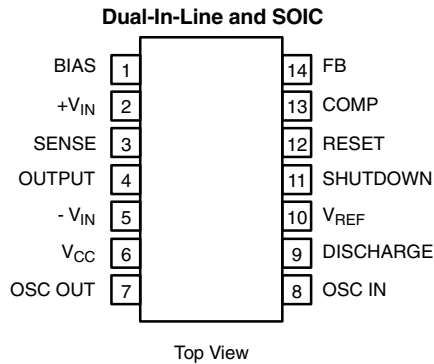 Dual-In-Line and SOIC
BIAS 1 14 FB
+VIN 2 13 COMP
SENSE 3 12 RESET
OUTPUT 4 11 SHUTDOWN
- VIN 5 10 VREF
VCC 6 9 DISCHARGE
OSC OUT 7 8 OSC IN
Top View